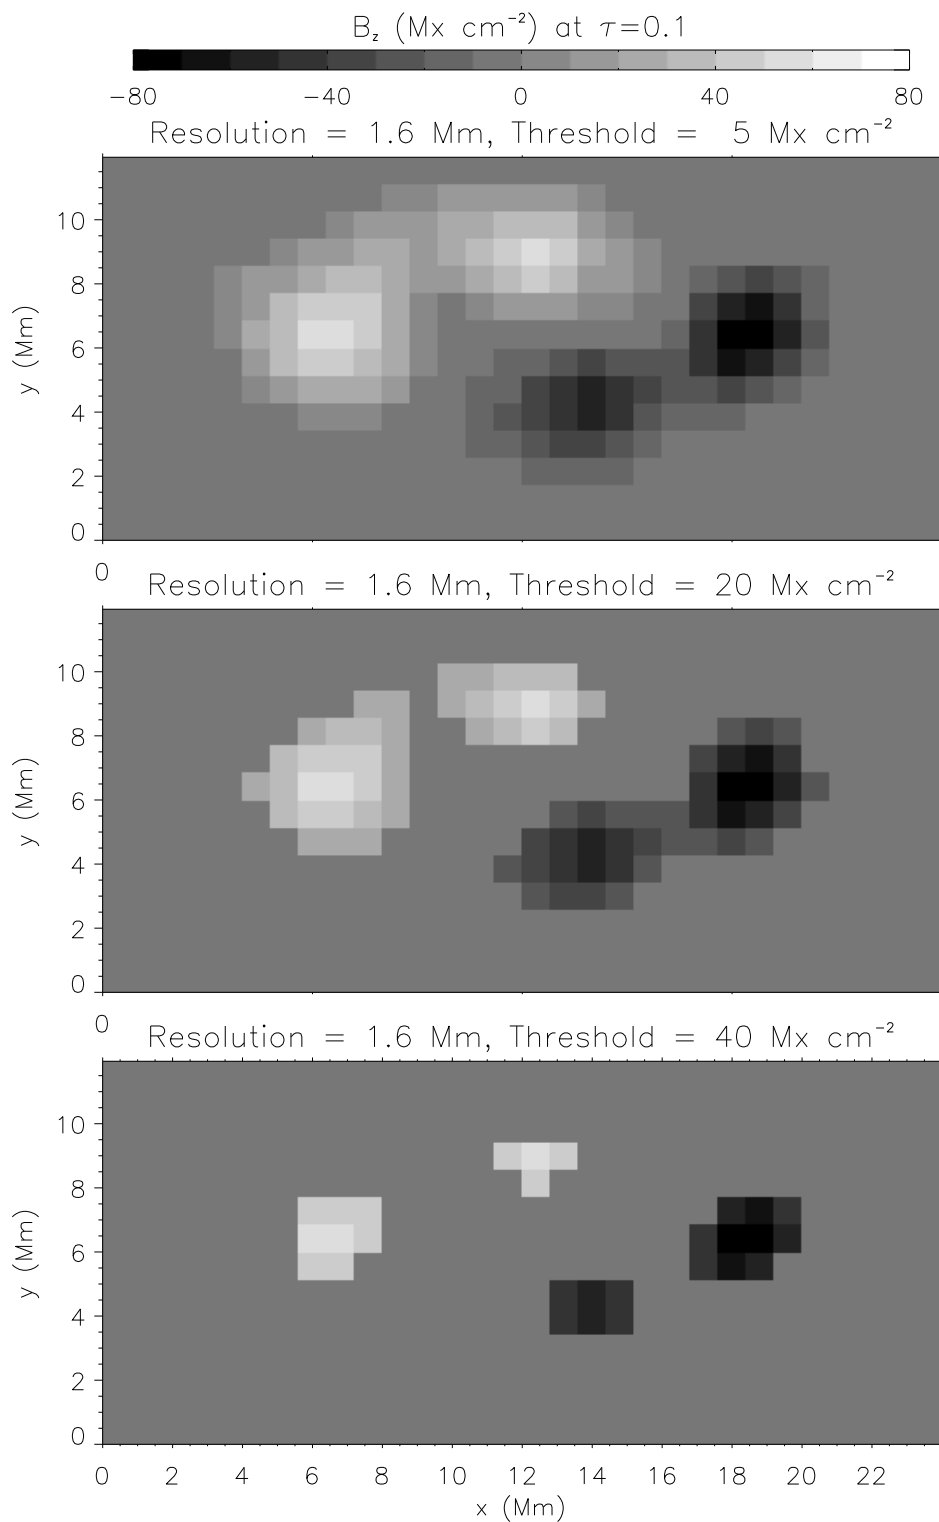 B_z (Mx cm⁻²) at τ=0.1
−80 −40 0 40 80
Resolution = 1.6 Mm, Threshold = 5 Mx cm⁻²
10
8
y (Mm)
6
4
2
0
0
Resolution = 1.6 Mm, Threshold = 20 Mx cm⁻²
10
8
y (Mm)
6
4
2
0
0
Resolution = 1.6 Mm, Threshold = 40 Mx cm⁻²
10
8
y (Mm)
6
4
2
0
0 2 4 6 8 10 12 14 16 18 20 22
x (Mm)